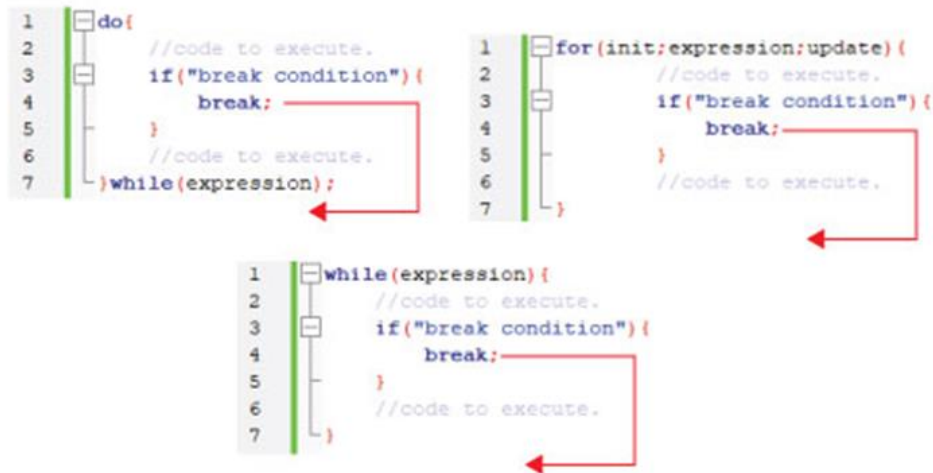 1 do{
2 //code to execute.
3 if("break condition"){
4 break;
5 }
6 //code to execute.
7 }while(expression);
1 for(init;expression;update){
2 //code to execute.
3 if("break condition"){
4 break;
5 }
6 //code to execute.
7 }
1 while(expression){
2 //code to execute.
3 if("break condition"){
4 break;
5 }
6 //code to execute.
7 }